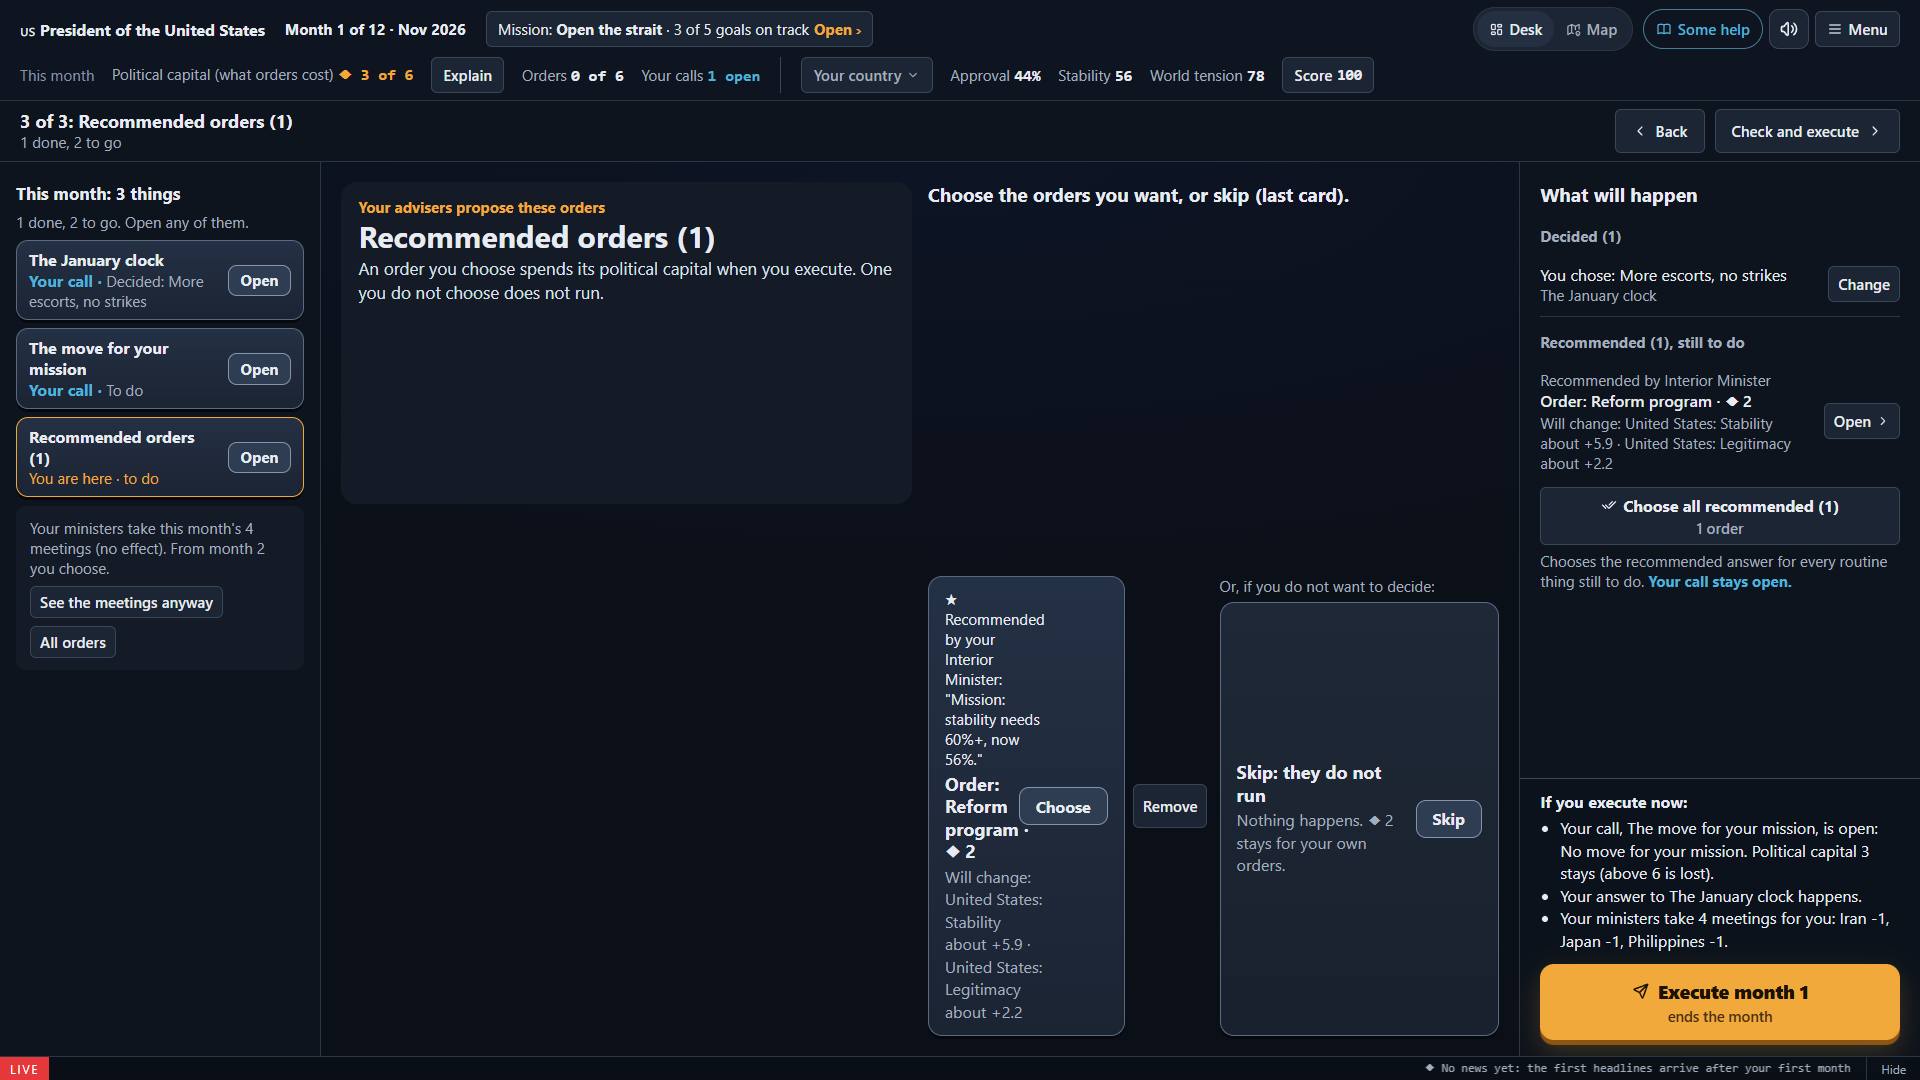 US President of the United States
Month 1 of 12 · Nov 2026
Mission: Open the strait · 3 of 5 goals on track Open ›
Desk
Map
Some help
Menu
This month
Political capital (what orders cost) ◆ 3 of 6
Explain
Orders 0 of 6
Your calls 1 open
Your country
Approval 44%
Stability 56
World tension 78
Score 100
3 of 3: Recommended orders (1)
1 done, 2 to go
Back
Check and execute
This month: 3 things
1 done, 2 to go. Open any of them.
The January clock
Your call · Decided: More
escorts, no strikes
Open
The move for your
mission
Your call · To do
Open
Recommended orders
(1)
You are here · to do
Open
Your ministers take this month's 4
meetings (no effect). From month 2
you choose.
See the meetings anyway
All orders
Your advisers propose these orders
Recommended orders (1)
An order you choose spends its political capital when you execute. One
you do not choose does not run.
Choose the orders you want, or skip (last card).
★
Recommended
by your
Interior
Minister:
"Mission:
stability needs
60%+, now
56%."
Order:
Reform
program ·
◆ 2
Will change:
United States:
Stability
about +5.9 ·
United States:
Legitimacy
about +2.2
Choose
Remove
Or, if you do not want to decide:
Skip: they do not
run
Nothing happens. ◆ 2
stays for your own
orders.
Skip
What will happen
Decided (1)
You chose: More escorts, no strikes
The January clock
Change
Recommended (1), still to do
Recommended by Interior Minister
Order: Reform program · ◆ 2
Will change: United States: Stability
about +5.9 · United States: Legitimacy
about +2.2
Open
Choose all recommended (1)
1 order
Chooses the recommended answer for every routine
thing still to do. Your call stays open.
If you execute now:
• Your call, The move for your mission, is open:
No move for your mission. Political capital 3
stays (above 6 is lost).
• Your answer to The January clock happens.
• Your ministers take 4 meetings for you: Iran -1,
Japan -1, Philippines -1.
Execute month 1
ends the month
LIVE
◆ No news yet: the first headlines arrive after your first month
Hide